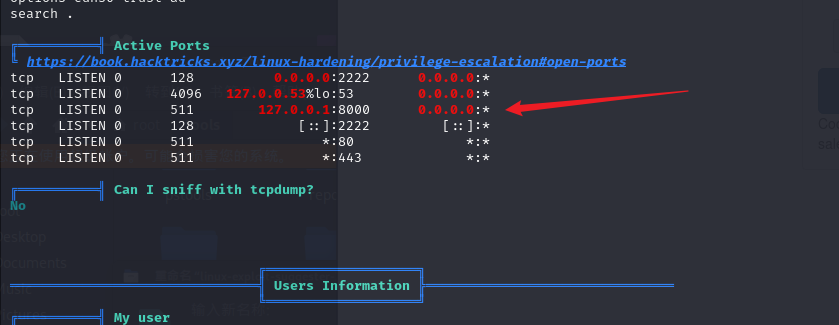 options edns0 trust-ad
search .
Active Ports
https://book.hacktricks.xyz/linux-hardening/privilege-escalation#open-ports
tcp LISTEN 0 128 0.0.0.0:2222 0.0.0.0:*
tcp LISTEN 0 4096 127.0.0.53%lo:53 0.0.0.0:*
tcp LISTEN 0 511 127.0.0.1:8000 0.0.0.0:*
tcp LISTEN 0 128 [::]:2222 [::]:*
tcp LISTEN 0 511 *:80 *:*
tcp LISTEN 0 511 *:443 *:*
Can I sniff with tcpdump?
No
Users Information
My user